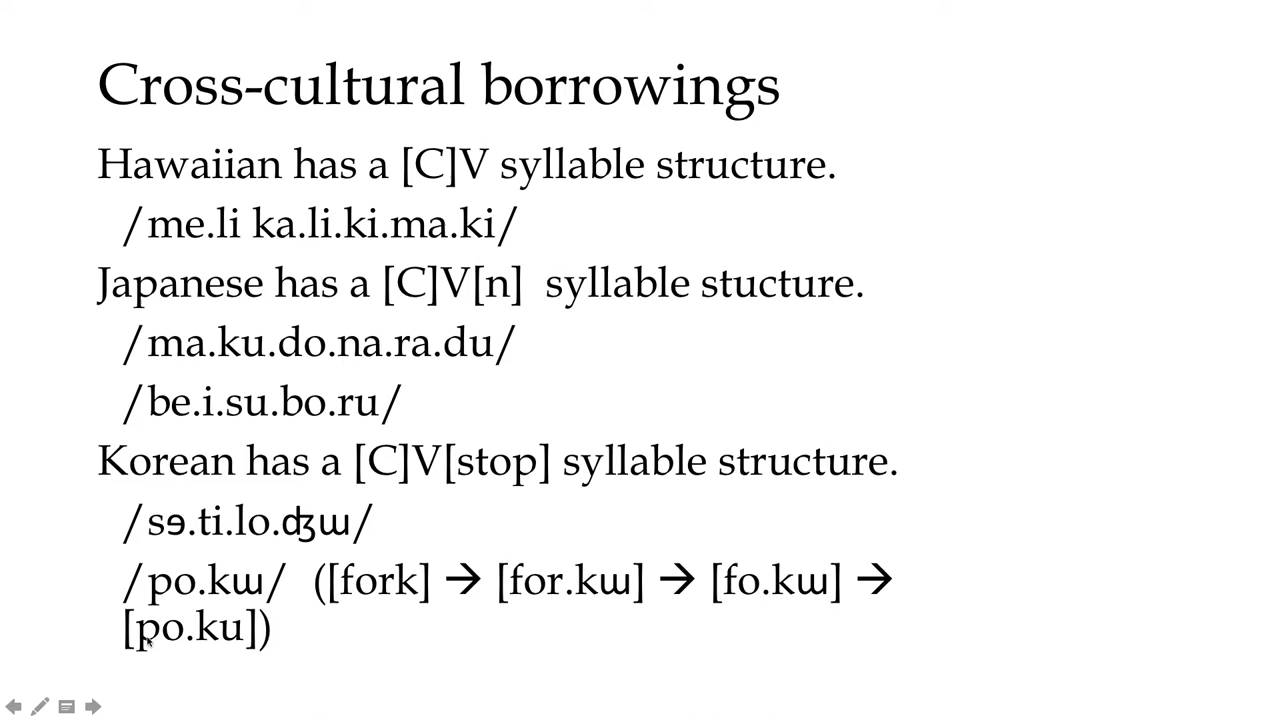 Cross-cultural borrowings
Hawaiian has a [C]V syllable structure.
/me.li ka.li.ki.ma.ki/
Japanese has a [C]V[n]  syllable stucture.
/ma.ku.do.na.ra.du/
/be.i.su.bo.ru/
Korean has a [C]V[stop] syllable structure.
/sɘ.ti.lo.ʤɯ/
/po.kɯ/  ([fork] → [for.kɯ] → [fo.kɯ] →
[po.ku])